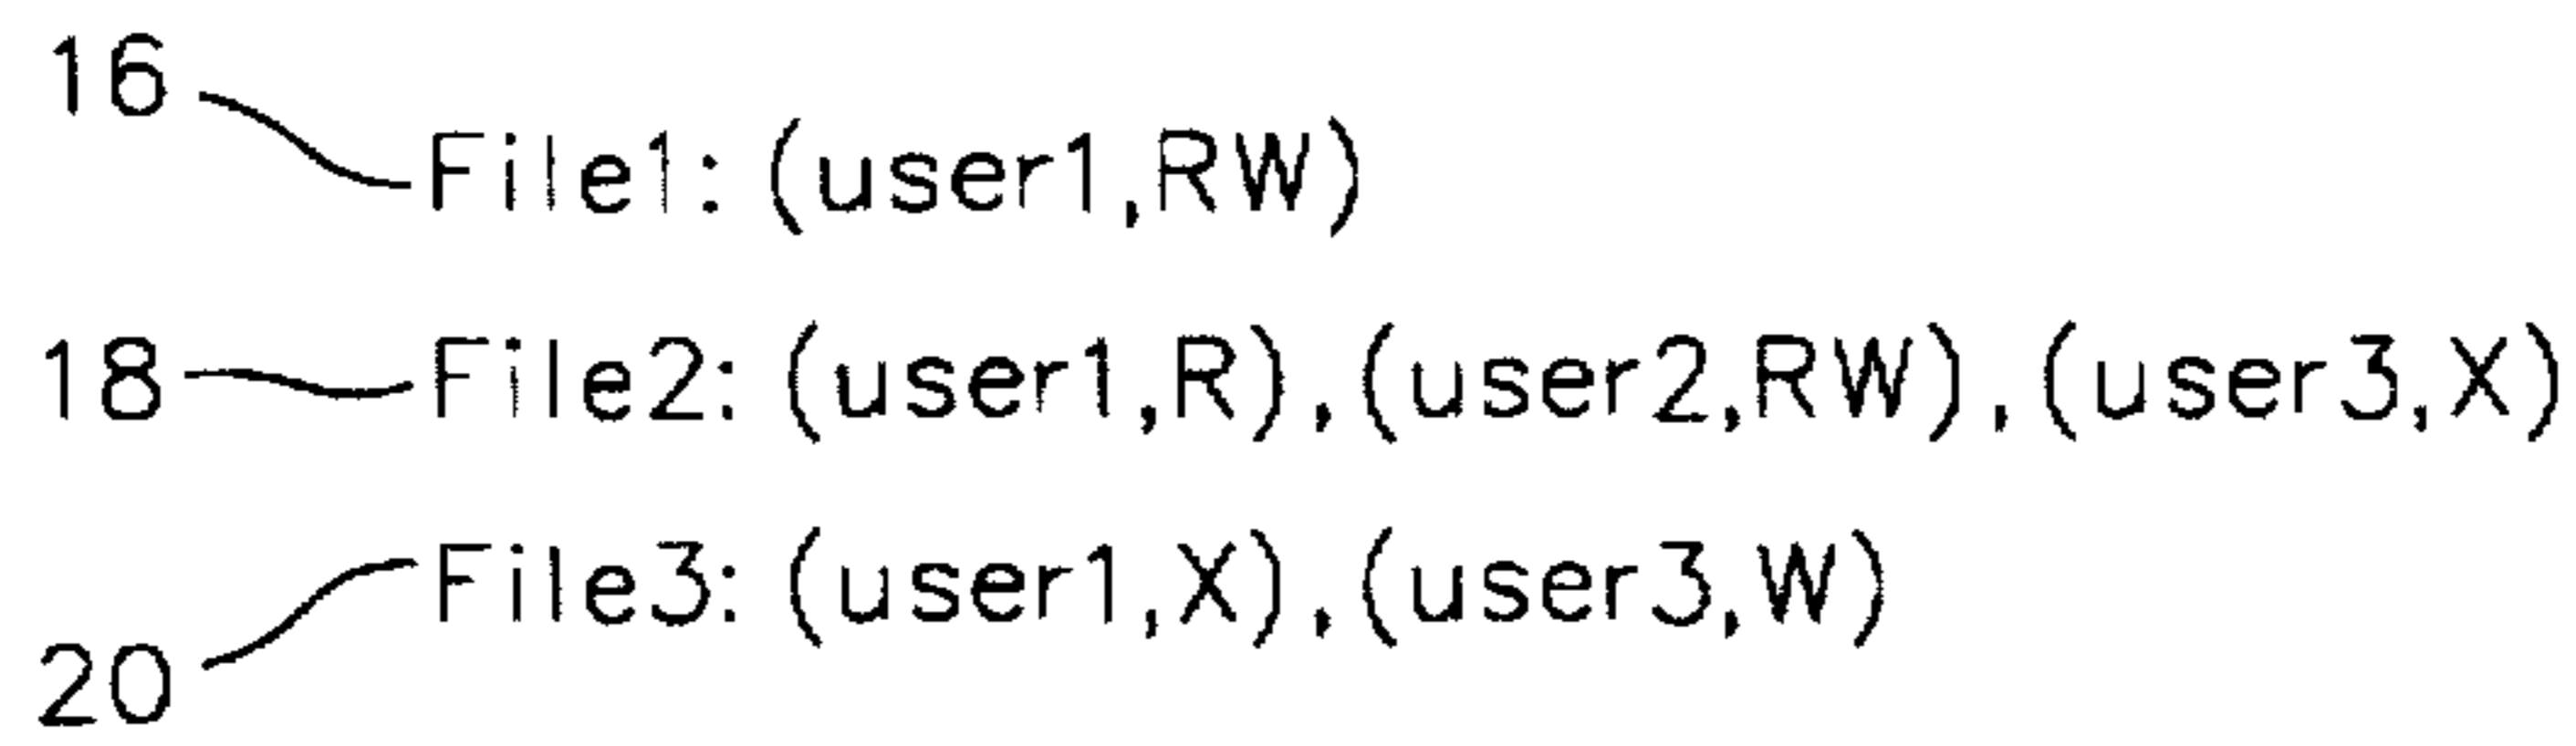 16
File1: (user1,RW)
18 File2: (user1,R),(user2,RW),(user3,X)
File3: (user1,X),(user3,W)
20